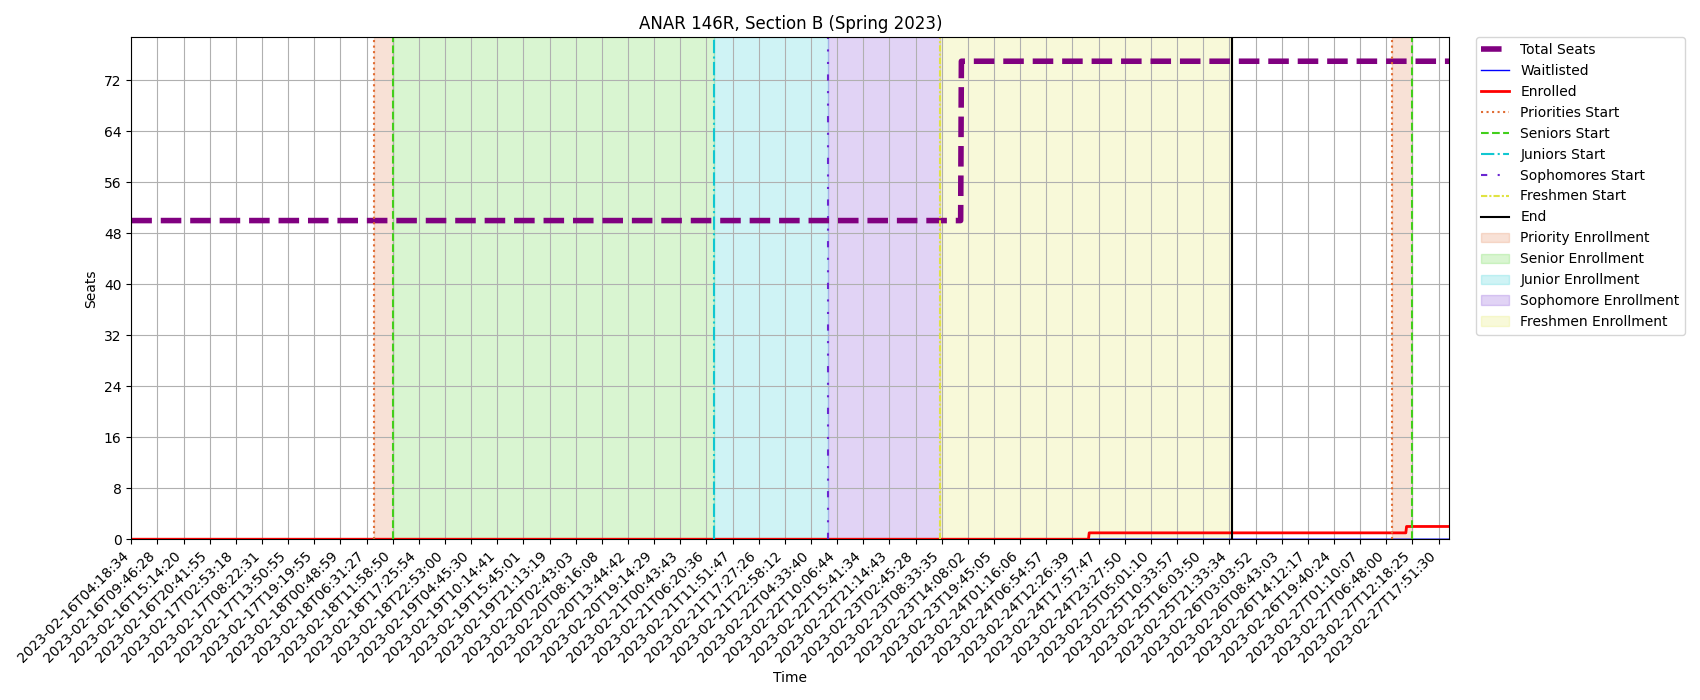 ANAR 146R, Section B (Spring 2023)
Seats
72
64
56
48
40
32
24
16
8
0
2023-02-16T04:18:34
2023-02-16T09:46:28
2023-02-16T15:14:20
2023-02-16T20:41:55
2023-02-17T02:53:18
2023-02-17T08:22:31
2023-02-17T13:50:55
2023-02-17T19:19:55
2023-02-18T00:48:59
2023-02-18T06:31:27
2023-02-18T11:58:50
2023-02-18T17:25:54
2023-02-18T22:53:00
2023-02-19T04:45:30
2023-02-19T10:14:41
2023-02-19T15:45:01
2023-02-19T21:13:19
2023-02-20T02:43:03
2023-02-20T08:16:08
2023-02-20T13:44:42
2023-02-20T19:14:29
2023-02-21T00:43:43
2023-02-21T06:20:36
2023-02-21T11:51:47
2023-02-21T17:27:26
2023-02-21T22:58:12
2023-02-22T04:33:40
2023-02-22T10:06:44
2023-02-22T15:41:34
2023-02-22T21:14:43
2023-02-23T02:45:28
2023-02-23T08:33:35
2023-02-23T14:08:02
2023-02-23T19:45:05
2023-02-24T01:16:06
2023-02-24T06:54:57
2023-02-24T12:26:39
2023-02-24T17:57:47
2023-02-24T23:27:50
2023-02-25T05:01:10
2023-02-25T10:33:57
2023-02-25T16:03:50
2023-02-25T21:33:34
2023-02-26T03:03:52
2023-02-26T08:43:03
2023-02-26T14:12:17
2023-02-26T19:40:24
2023-02-27T01:10:07
2023-02-27T06:48:00
2023-02-27T12:18:25
2023-02-27T17:51:30
Time
Total Seats
Waitlisted
Enrolled
Priorities Start
Seniors Start
Juniors Start
Sophomores Start
Freshmen Start
End
Priority Enrollment
Senior Enrollment
Junior Enrollment
Sophomore Enrollment
Freshmen Enrollment